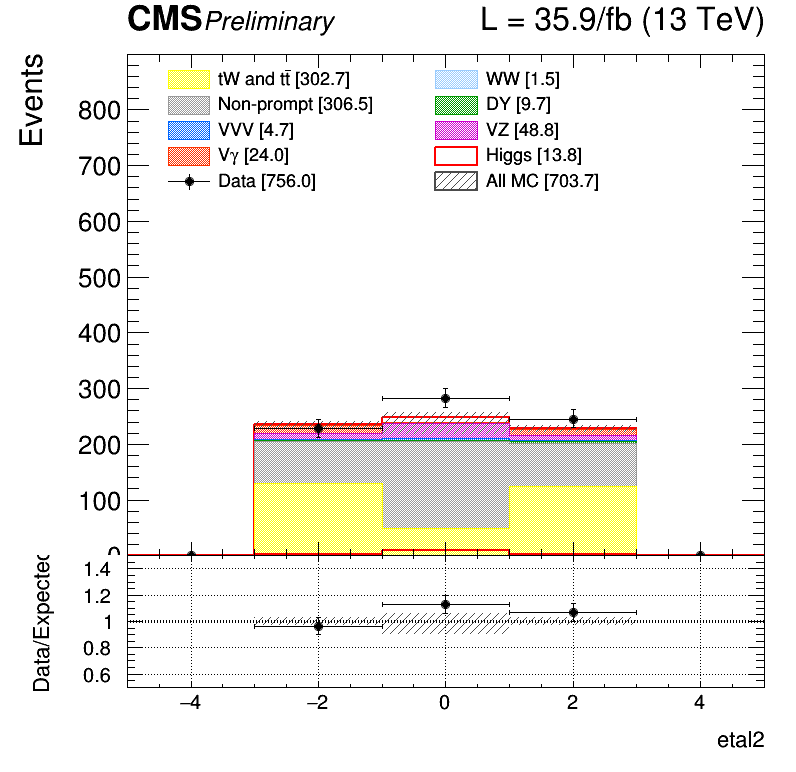 CMS Preliminary L = 35.9/fb (13 TeV)
Events
tW and tt̄ [302.7] WW [1.5]
Non-prompt [306.5] DY [9.7]
VVV [4.7] VZ [48.8]
Vγ [24.0] Higgs [13.8]
Data [756.0] All MC [703.7]
800
700
600
500
400
300
200
100
0
Data/Expected
1.4
1.2
1
0.8
0.6
−4 −2 0 2 4
etal2